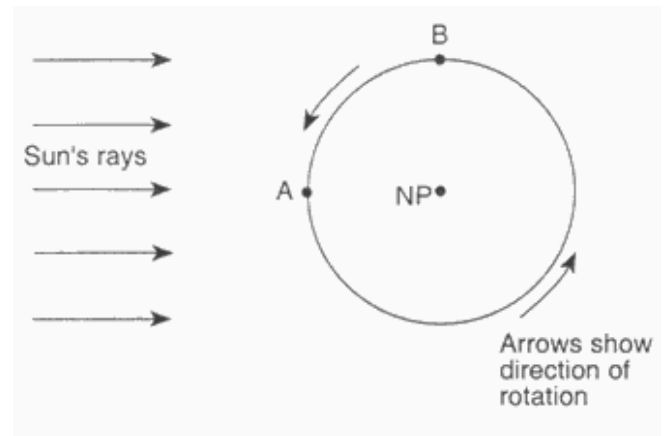 B
Sun's rays
A
NP
Arrows show
direction of
rotation